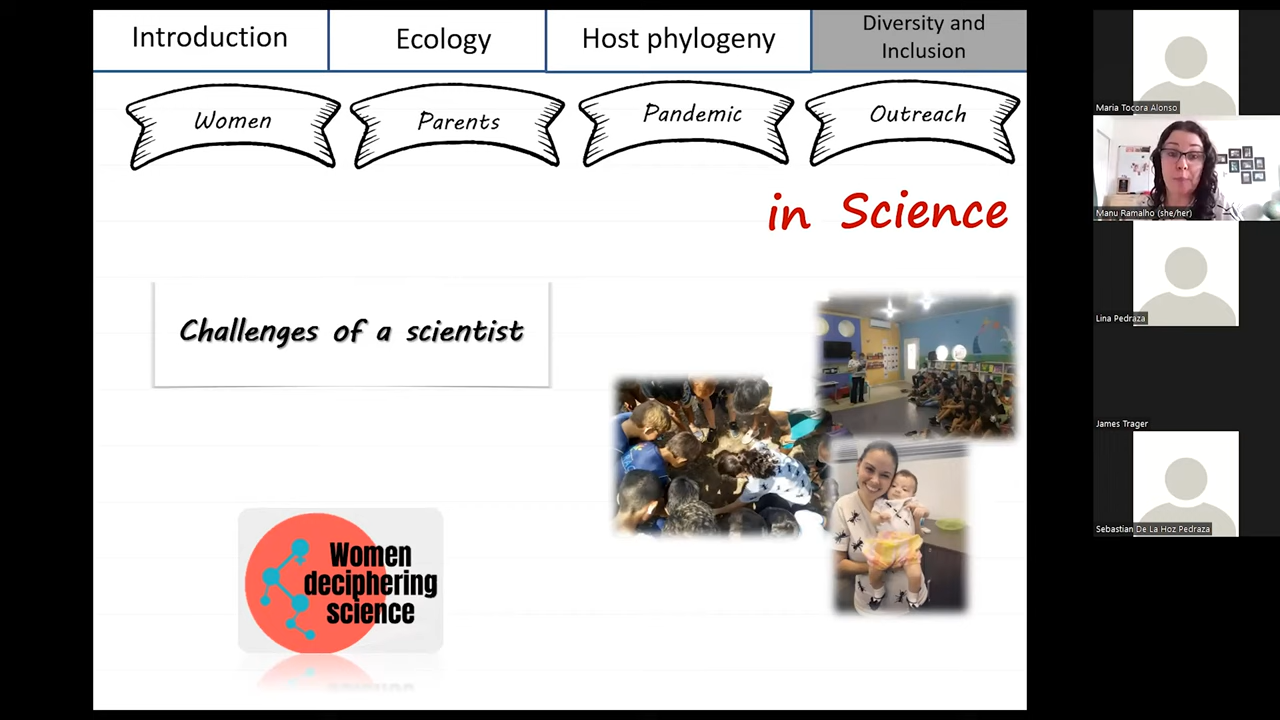 Introduction
Ecology
Host phylogeny
Diversity and
Inclusion
Women
Parents
Pandemic
Outreach
in Science
Challenges of a scientist
Women
deciphering
science
Maria Tocora Alonso
Manu Ramalho (she/her)
Lina Pedraza
James Trager
Sebastian De La Hoz Pedraza